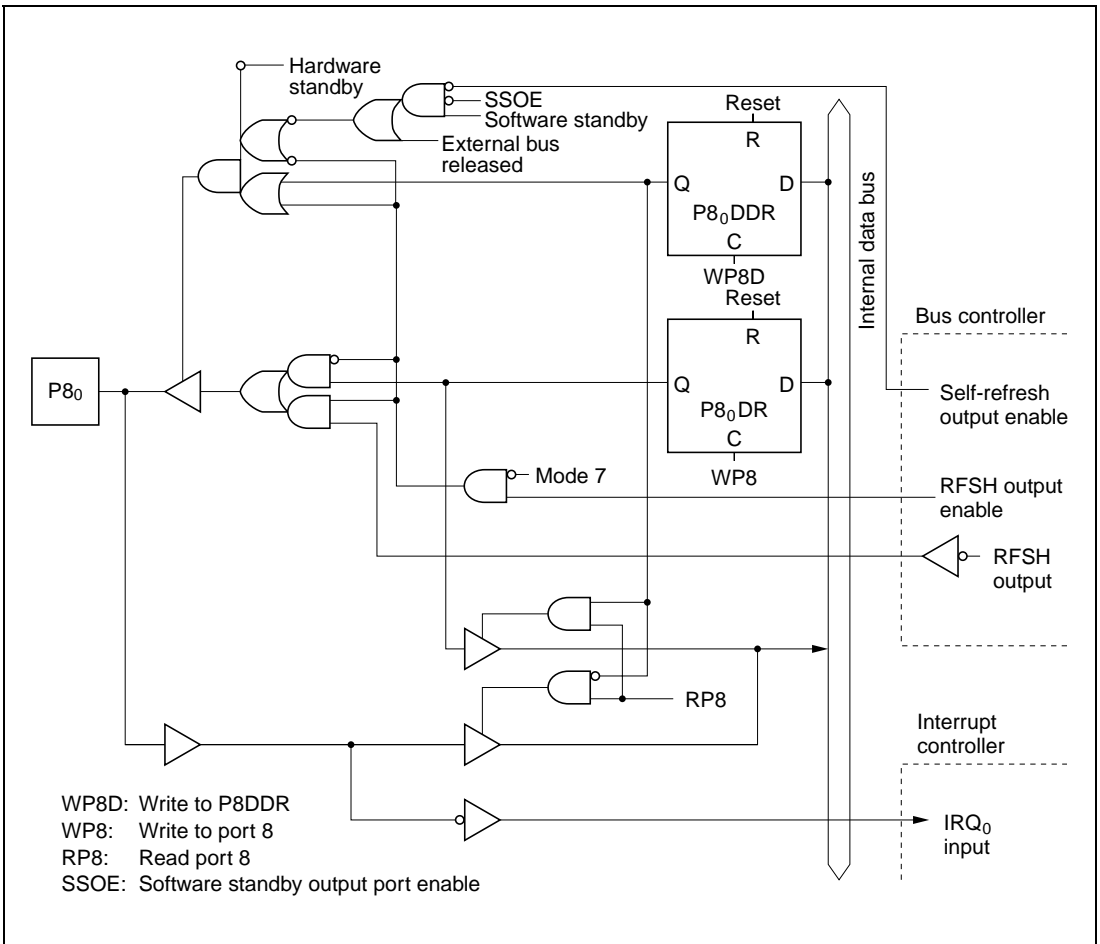 Hardware
standby
SSOE
Software standby
External bus
released
Reset
R
Q
D
P8₀DDR
C
WP8D
Reset
R
Q
D
P8₀DR
C
WP8
Internal data bus
Bus controller
Self-refresh
output enable
P8₀
Mode 7
RFSH output
enable
RFSH
output
RP8
Interrupt
controller
IRQ₀
input
WP8D: Write to P8DDR
WP8: Write to port 8
RP8: Read port 8
SSOE: Software standby output port enable